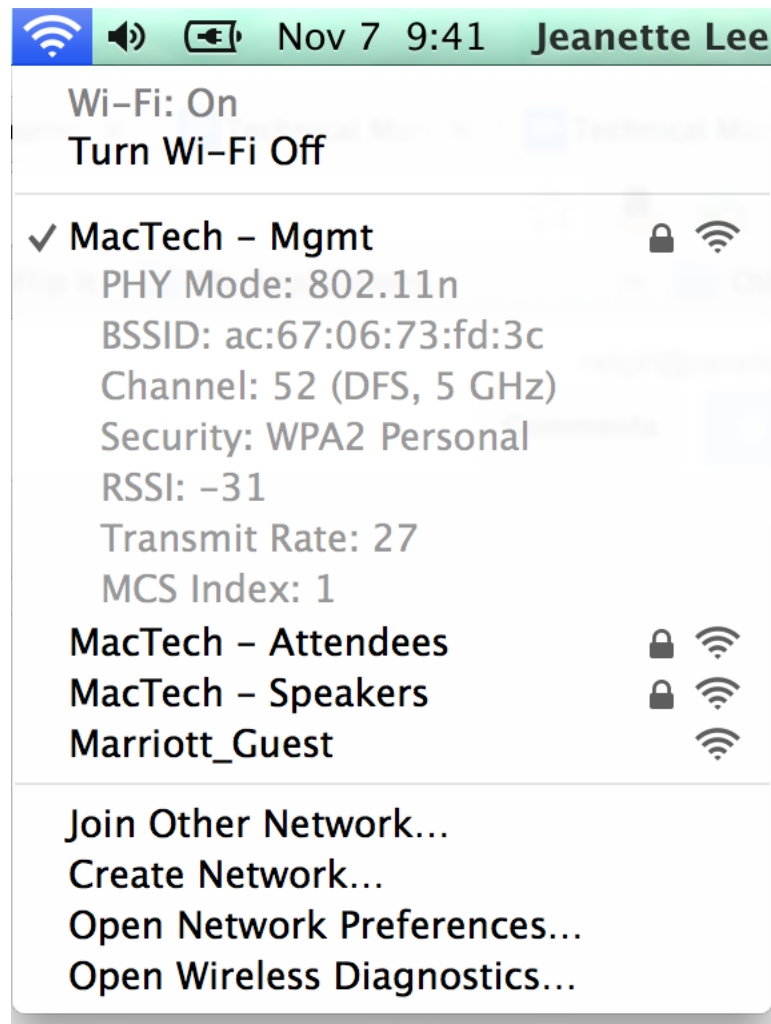 Nov 7 9:41 Jeanette Lee
Wi-Fi: On
Turn Wi-Fi Off
✓ MacTech – Mgmt
PHY Mode: 802.11n
BSSID: ac:67:06:73:fd:3c
Channel: 52 (DFS, 5 GHz)
Security: WPA2 Personal
RSSI: -31
Transmit Rate: 27
MCS Index: 1
MacTech – Attendees
MacTech – Speakers
Marriott_Guest
Join Other Network...
Create Network...
Open Network Preferences...
Open Wireless Diagnostics...